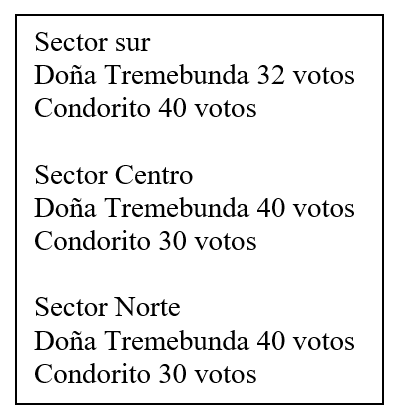 Sector sur
Doña Tremebunda 32 votos
Condorito 40 votos
Sector Centro
Doña Tremebunda 40 votos
Condorito 30 votos
Sector Norte
Doña Tremebunda 40 votos
Condorito 30 votos